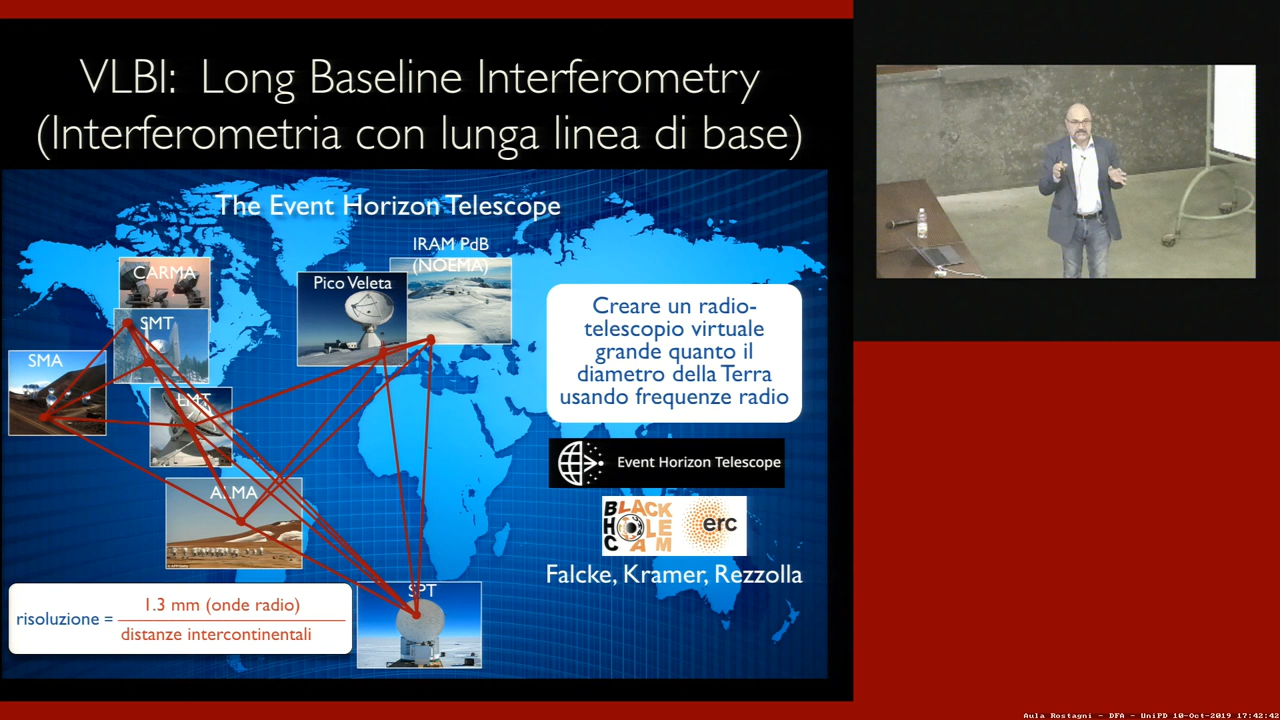 VLBI: Long Baseline Interferometry
(Interferometria con lunga linea di base)
The Event Horizon Telescope
IRAM PdB
(NOEMA)
CARMA
Pico Veleta
SMT
SMA
LMT
ALMA
SPT
Creare un radio-
telescopio virtuale
grande quanto il
diametro della Terra
usando frequenze radio
Event Horizon Telescope
BLACK
HOLE
CAM
erc
Falcke, Kramer, Rezzolla
risoluzione =
1.3 mm (onde radio)
distanze intercontinentali
Aula Rostagni - DFA - UniPD 10-Oct-2019 17:42:42